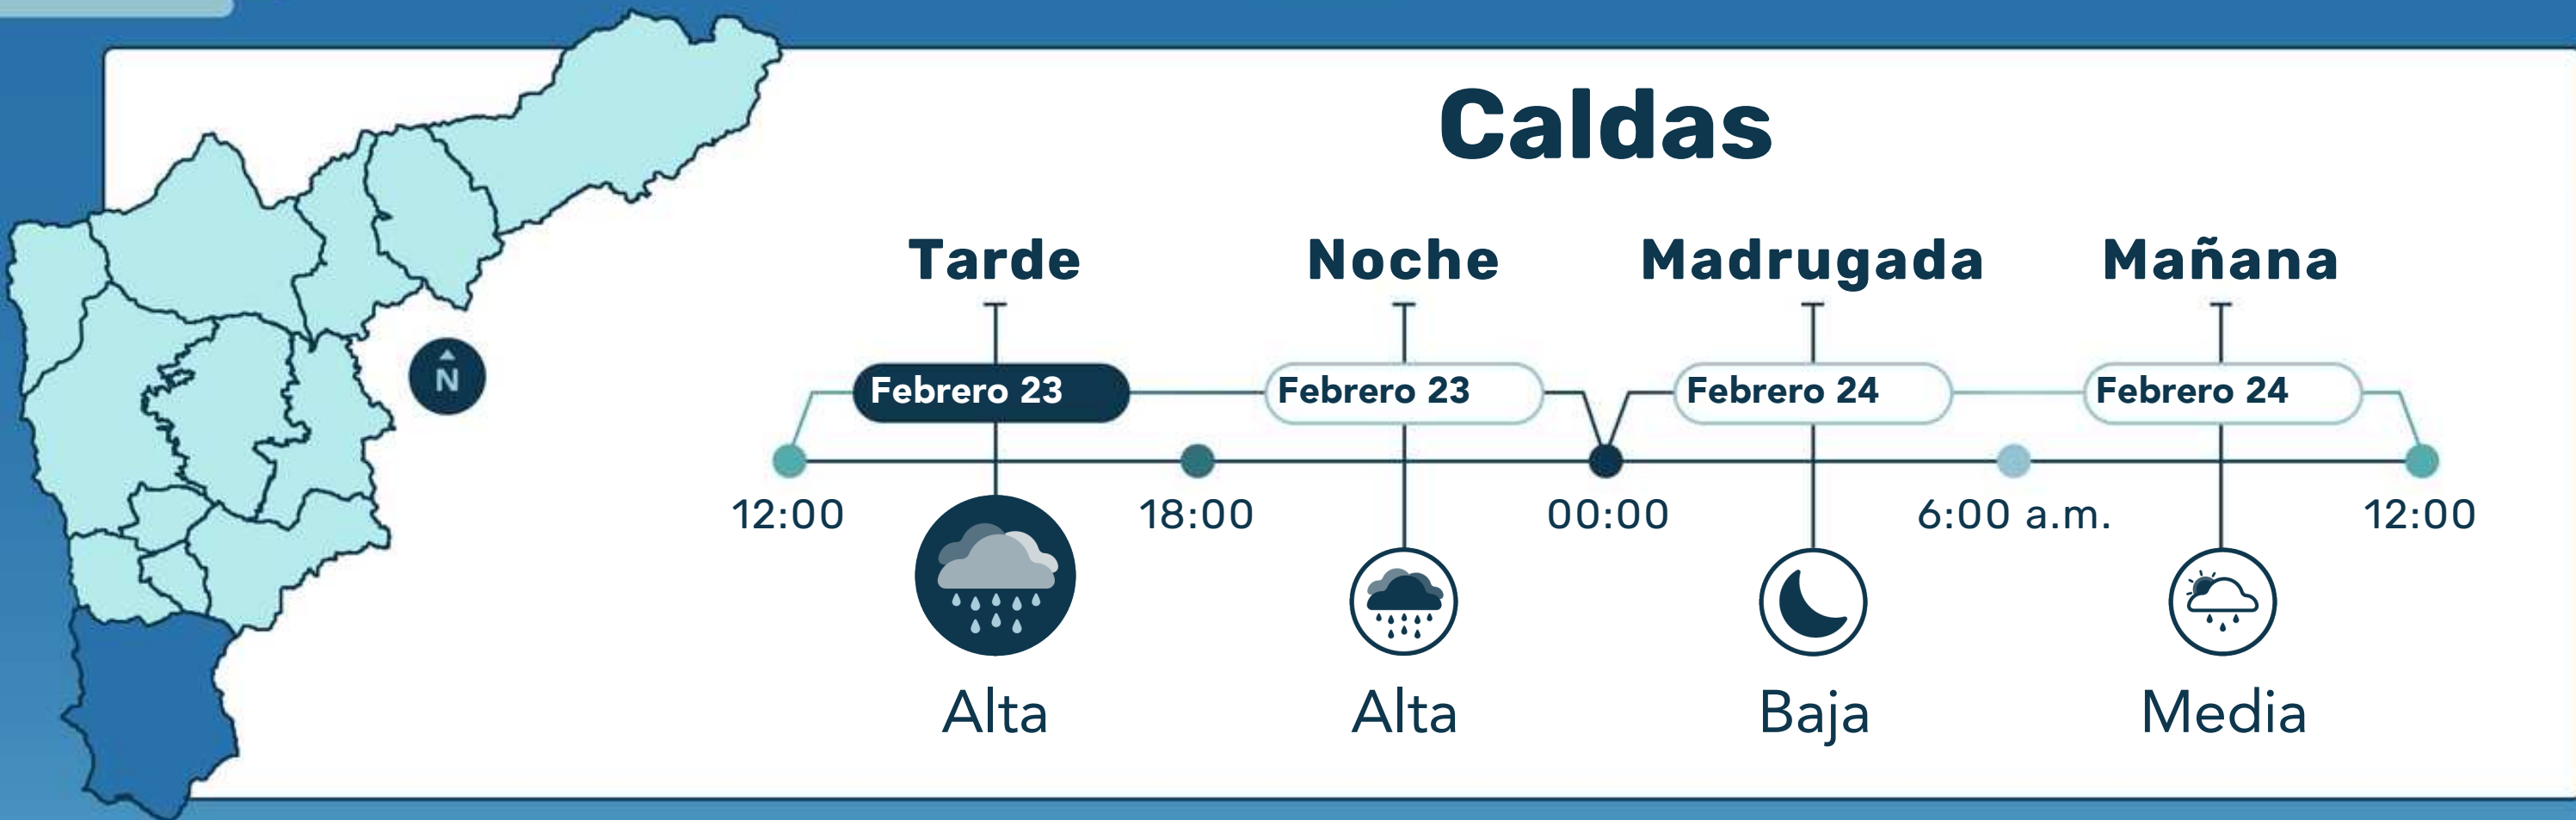 Caldas
Tarde Noche Madrugada Mañana
Febrero 23 Febrero 23 Febrero 24 Febrero 24
N
12:00 18:00 00:00 6:00 a.m. 12:00
Alta Alta Baja Media